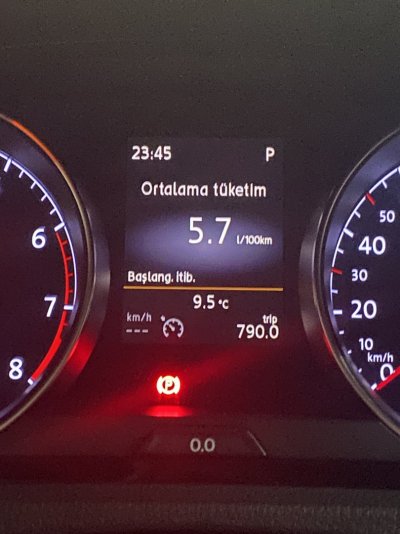 23:45 P
Ortalama tüketim
5.7 l/100km
Başlang. itib.
9.5 °C
km/h
trip
--- 790.0
6
7
8
50
40
30
20
10
km/h
0
P
0.0